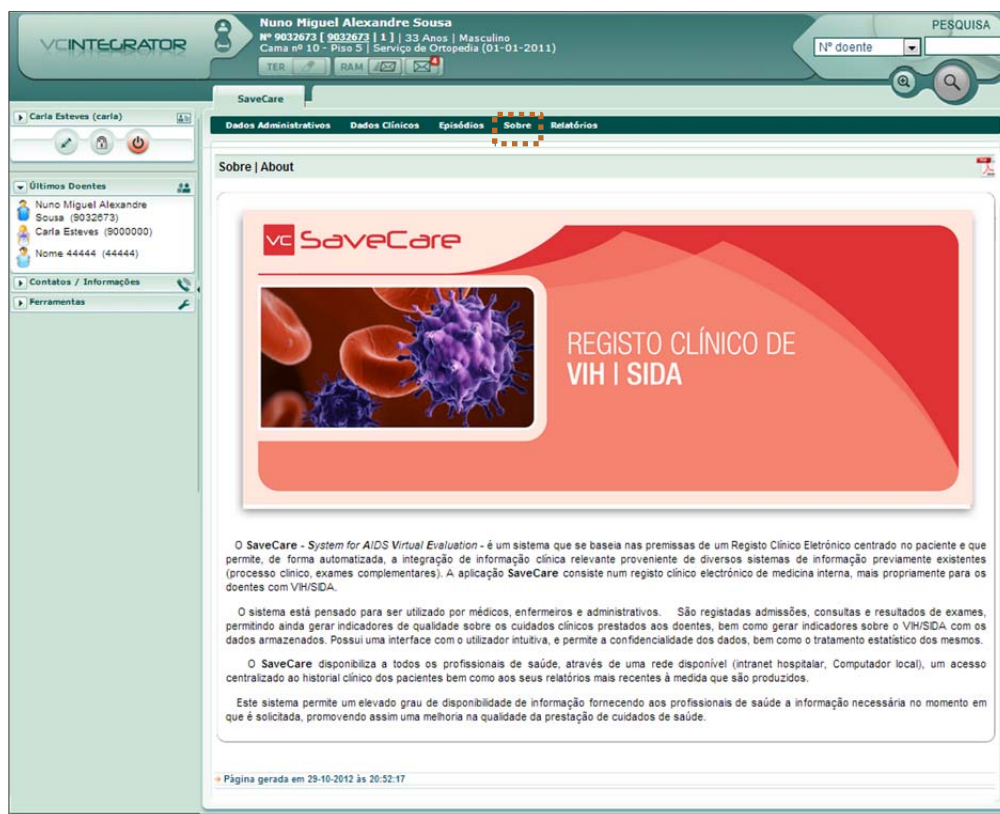 VCINTEGRATOR
Nuno Miguel Alexandre Sousa
Nº 9032673 [ 9032673 | 1 ] | 33 Anos | Masculino
Cama nº 10 - Piso 5 | Serviço de Ortopedia (01-01-2011)
TER
RAM
4
PESQUISA
Nº doente
SaveCare
Carla Esteves (carla)
Dados Administrativos Dados Clínicos Episódios Sobre Relatórios
Sobre | About
Últimos Doentes
Nuno Miguel Alexandre
Sousa (9032673)
Carla Esteves (9000000)
Nome 44444 (44444)
Contatos / Informações
Ferramentas
vc SaveCare
REGISTO CLÍNICO DE
VIH | SIDA
O SaveCare - System for AIDS Virtual Evaluation - é um sistema que se baseia nas premissas de um Registo Clínico Eletrónico centrado no paciente e que
permite, de forma automatizada, a integração de informação clínica relevante proveniente de diversos sistemas de informação previamente existentes
(processo clinico, exames complementares). A aplicação SaveCare consiste num registo clínico electrónico de medicina interna, mais propriamente para os
doentes com VIH/SIDA.
O sistema está pensado para ser utilizado por médicos, enfermeiros e administrativos. São registadas admissões, consultas e resultados de exames,
permitindo ainda gerar indicadores de qualidade sobre os cuidados clínicos prestados aos doentes, bem como gerar indicadores sobre o VIH/SIDA com os
dados armazenados. Possui uma interface com o utilizador intuitiva, e permite a confidencialidade dos dados, bem como o tratamento estatístico dos mesmos.
O SaveCare disponibiliza a todos os profissionais de saúde, através de uma rede disponível (intranet hospitalar, Computador local), um acesso
centralizado ao historial clínico dos pacientes bem como aos seus relatórios mais recentes à medida que são produzidos.
Este sistema permite um elevado grau de disponibilidade de informação fornecendo aos profissionais de saúde a informação necessária no momento em
que é solicitada, promovendo assim uma melhoria na qualidade da prestação de cuidados de saúde.
Página gerada em 29-10-2012 às 20:52:17